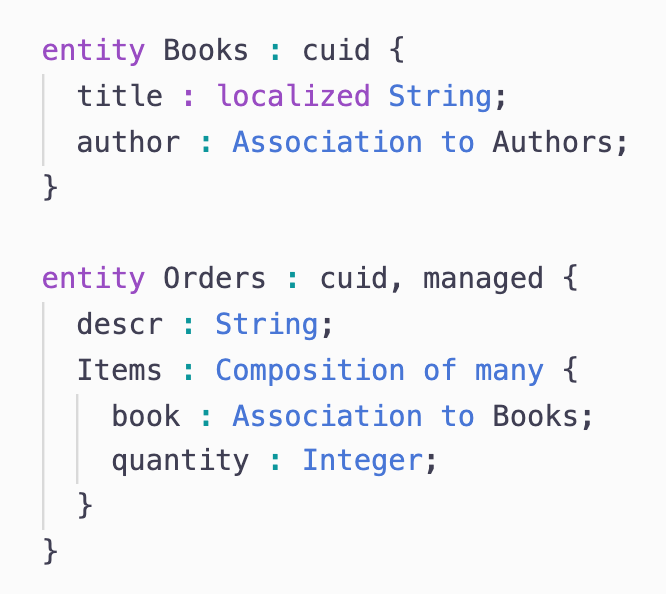 entity Books : cuid {
  title : localized String;
  author : Association to Authors;
}

entity Orders : cuid, managed {
  descr : String;
  Items : Composition of many {
    book : Association to Books;
    quantity : Integer;
  }
}